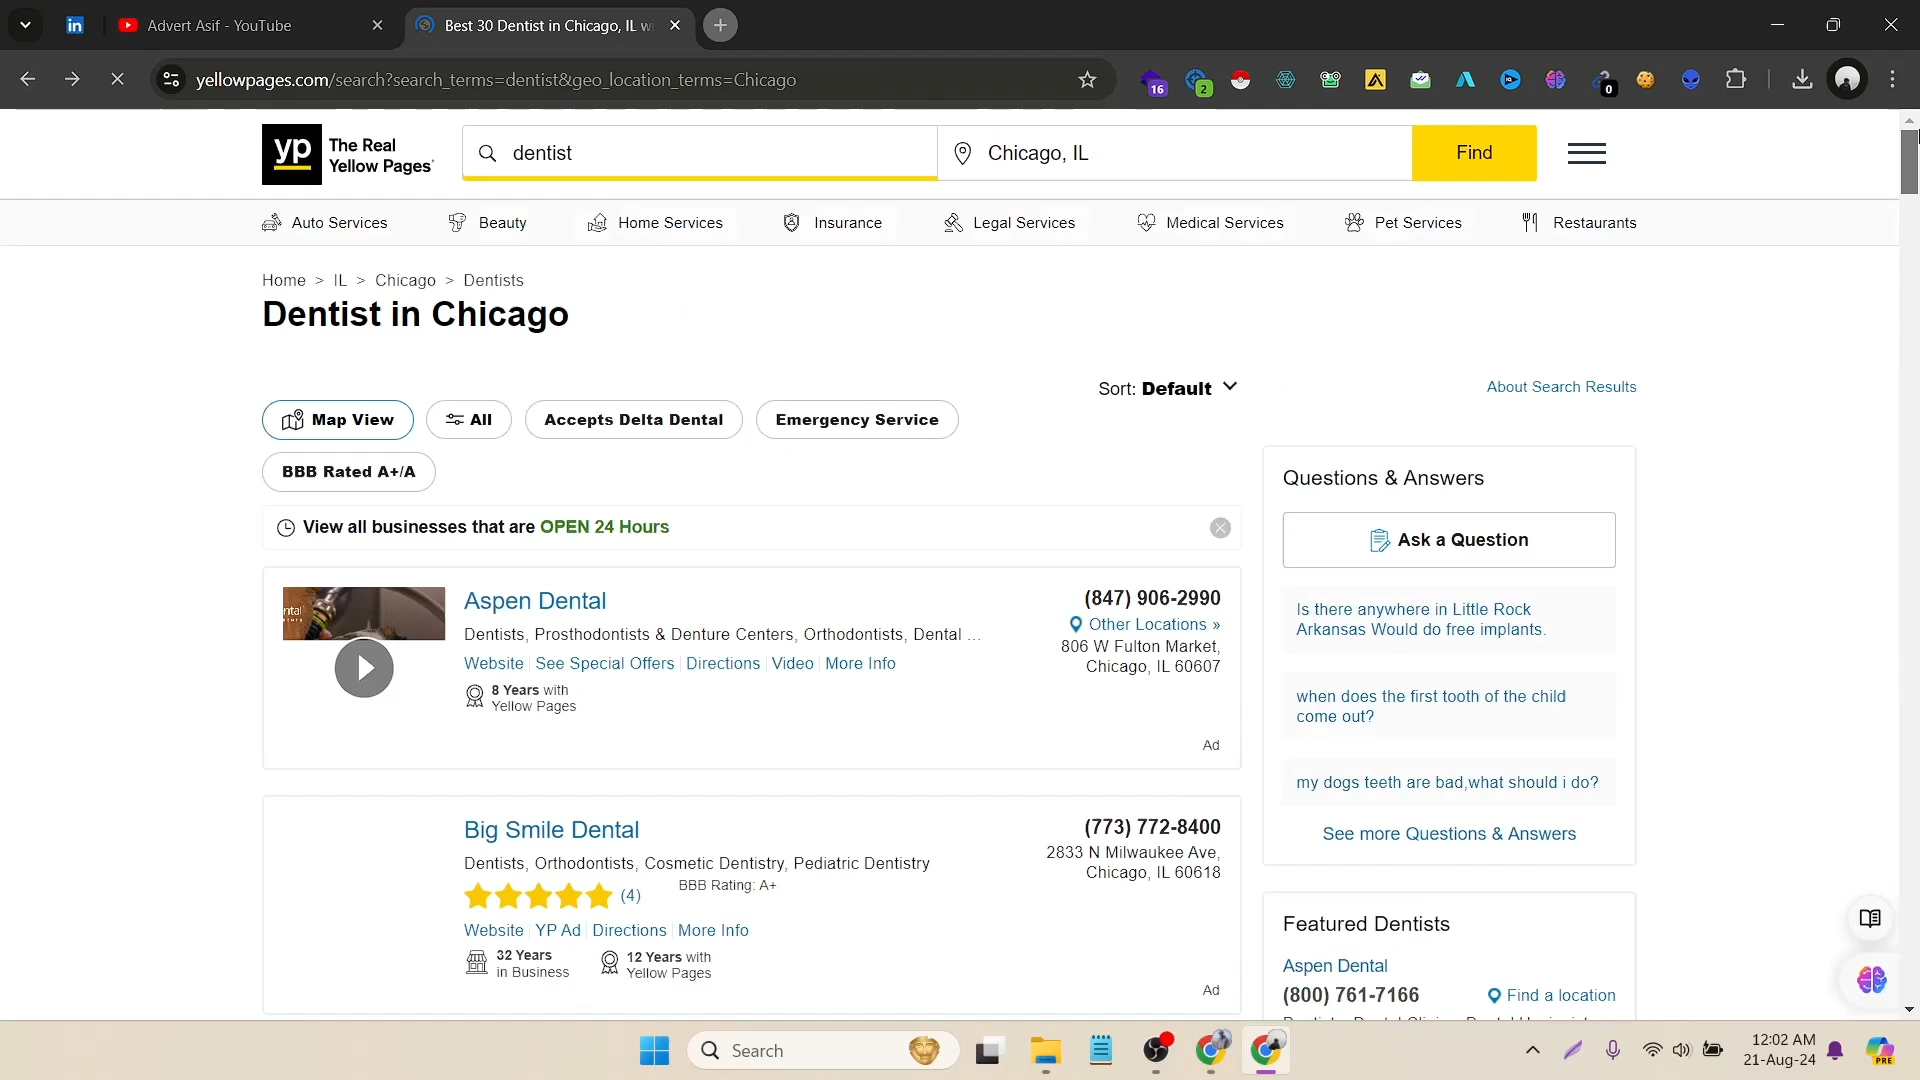 Advert Asif - YouTube
Best 30 Dentist in Chicago, IL w
yellowpages.com/search?search_terms=dentist&geo_location_terms=Chicago
16
2
0
yp
The Real
Yellow Pages
dentist
Chicago, IL
Find
Auto Services
Beauty
Home Services
Insurance
Legal Services
Medical Services
Pet Services
Restaurants
Home > IL > Chicago > Dentists
Dentist in Chicago
Sort: Default
About Search Results
Map View
All
Accepts Delta Dental
Emergency Service
BBB Rated A+/A
View all businesses that are OPEN 24 Hours
Aspen Dental
Dentists, Prosthodontists & Denture Centers, Orthodontists, Dental ...
Website
See Special Offers
Directions
Video
More Info
8 Years with
Yellow Pages
(847) 906-2990
Other Locations »
806 W Fulton Market,
Chicago, IL 60607
Ad
Big Smile Dental
Dentists, Orthodontists, Cosmetic Dentistry, Pediatric Dentistry
(4)
BBB Rating: A+
Website
YP Ad
Directions
More Info
32 Years
in Business
12 Years with
Yellow Pages
(773) 772-8400
2833 N Milwaukee Ave,
Chicago, IL 60618
Ad
Questions & Answers
Ask a Question
Is there anywhere in Little Rock
Arkansas Would do free implants.
when does the first tooth of the child
come out?
my dogs teeth are bad,what should i do?
See more Questions & Answers
Featured Dentists
Aspen Dental
(800) 761-7166
Find a location
Search
12:02 AM
21-Aug-24
PRE